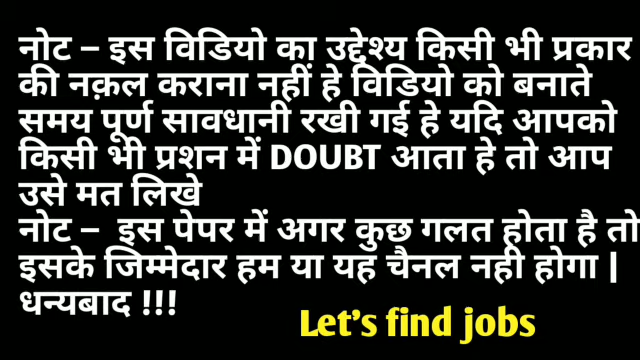 नोट – इस विडियो का उद्देश्य किसी भी प्रकार
की नक़ल कराना नहीं हे विडियो को बनाते
समय पूर्ण सावधानी रखी गई हे यदि आपको
किसी भी प्रशन में DOUBT आता हे तो आप
उसे मत लिखे
नोट – इस पेपर में अगर कुछ गलत होता है तो
इसके जिम्मेदार हम या यह चैनल नही होगा |
धन्यबाद !!!
Let's find jobs